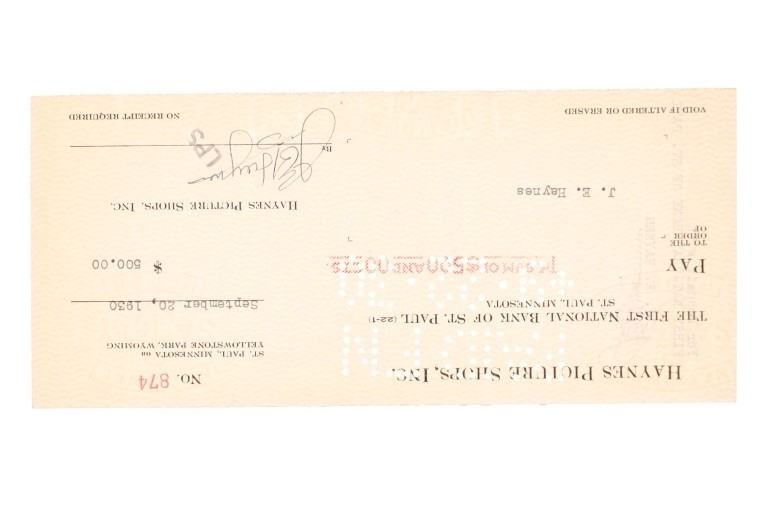 HAYNES PICTURE SHOPS, INC.
NO. 874
ST. PAUL, MINNESOTA OR
YELLOWSTONE PARK, WYOMING
THE FIRST NATIONAL BANK OF ST. PAUL (22-1)
ST. PAUL, MINNESOTA
September 20, 1930
PAY
$ 500.00
TO THE
ORDER
OF
J. E. Haynes
HAYNES PICTURE SHOPS, INC.
By
LPS
VOID IF ALTERED OR ERASED
NO RECEIPT REQUIRED